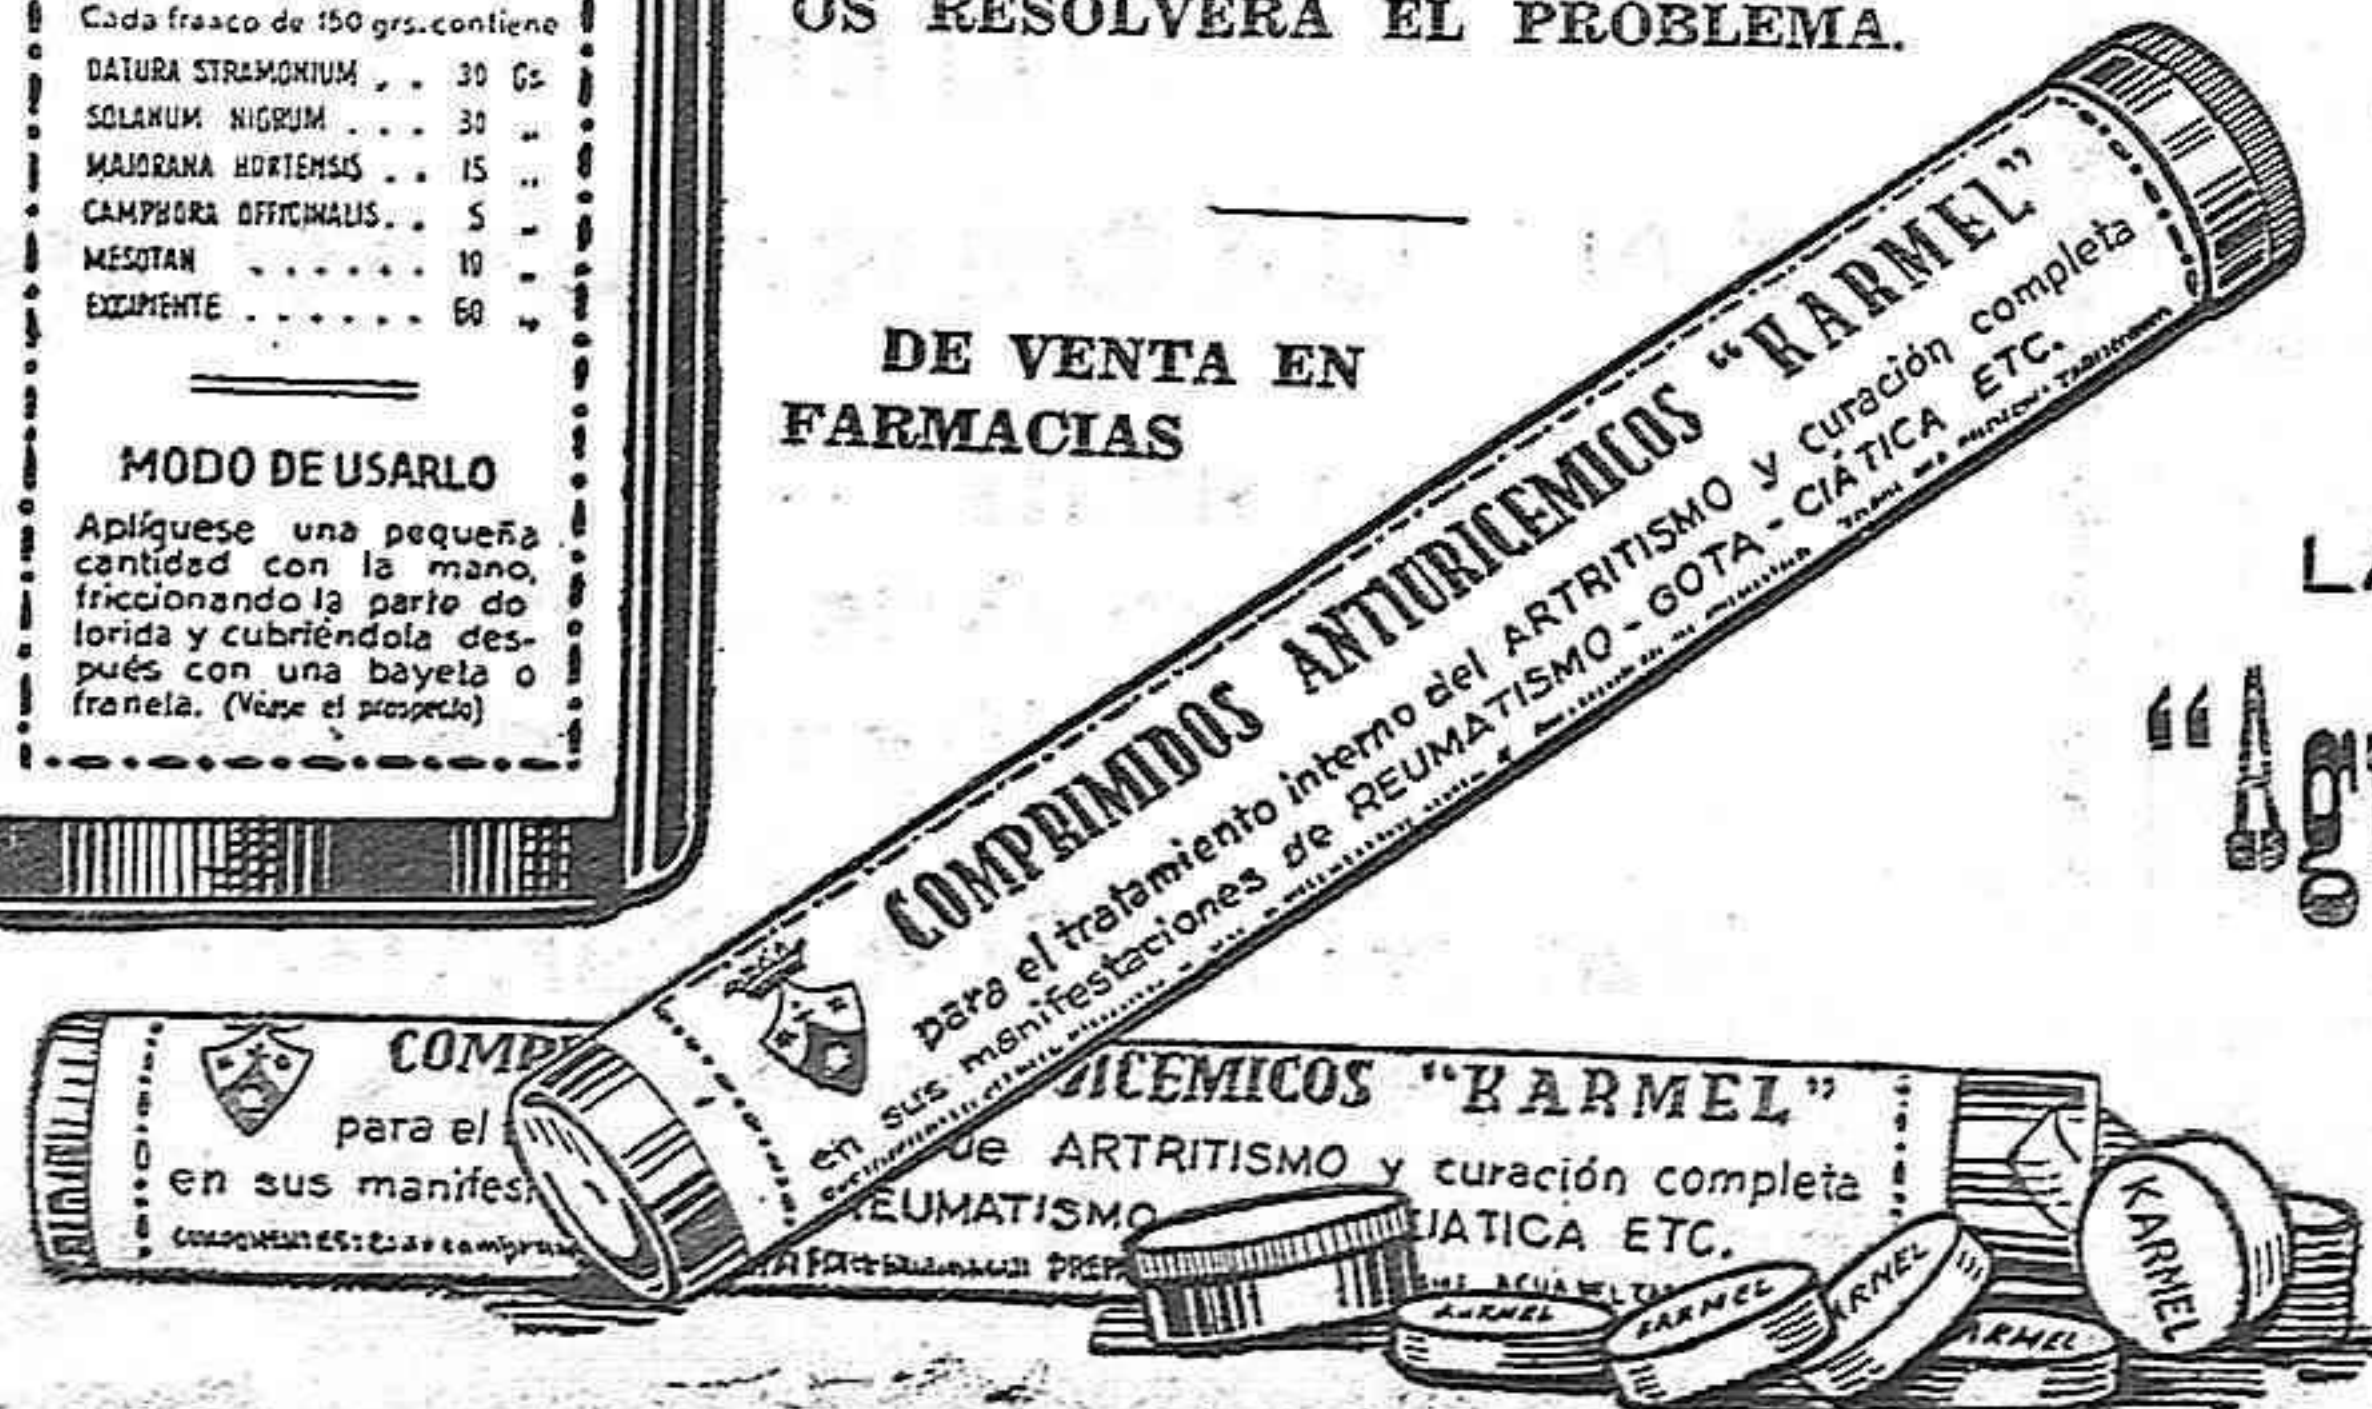 Cada frasco de 150 grs. contiene
DATURA STRAMONIUM . . 30 Gs.
SOLANUM NIGRUM . . . 30 „
MAJORANA HORTENSIS . . 15 „
CAMPHORA OFFICINALIS. . 5 „
MESOTAN . . . . . . 10 „
EXCIPIENTE . . . . . . 60 „
MODO DE USARLO
Aplíquese una pequeña
cantidad con la mano,
friccionando la parte do
lorida y cubriéndola des-
pués con una bayeta o
franela. (Véase el prospecto)
OS RESOLVERA EL PROBLEMA.
DE VENTA EN
FARMACIAS
COMPRIMIDOS ANTIURICEMICOS "KARMEL"
para el tratamiento interno del ARTRITISMO y curación completa
en sus manifestaciones de REUMATISMO - GOTA - CIÁTICA ETC.
COMP ICEMICOS "KARMEL"
para el de ARTRITISMO y curación completa
en sus manifes EUMATISMO IATICA ETC.
KARMEL
KARMEL
KARMEL
ARMEL
ARMEL